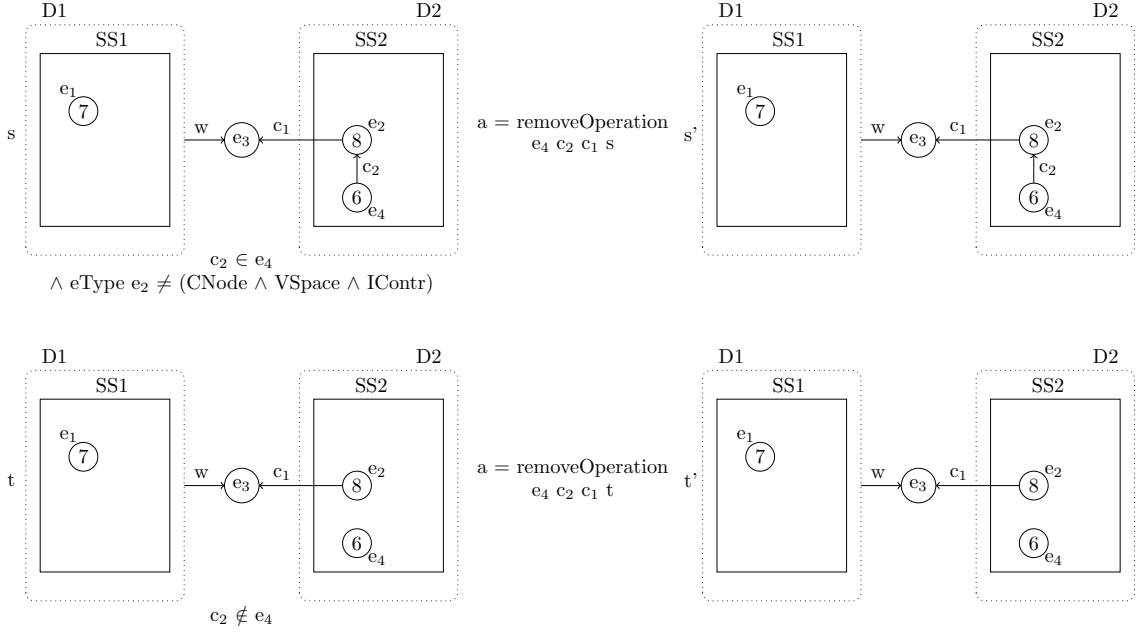 D1 D2 D1 D2
SS1 SS2 SS1 SS2
e₁ e₁
7 7
s w e₃ c₁ 8 e₂ a = removeOperation s' w e₃ c₁ 8 e₂
e₄ c₂ c₁ s
c₂ c₂
6 e₄ 6 e₄
c₂ ∈ e₄
∧ eType e₂ ≠ (CNode ∧ VSpace ∧ IContr)
D1 D2 D1 D2
SS1 SS2 SS1 SS2
e₁ e₁
7 7
t w e₃ c₁ 8 e₂ a = removeOperation t' w e₃ c₁ 8 e₂
e₄ c₂ c₁ t
6 e₄ 6 e₄
c₂ ∉ e₄